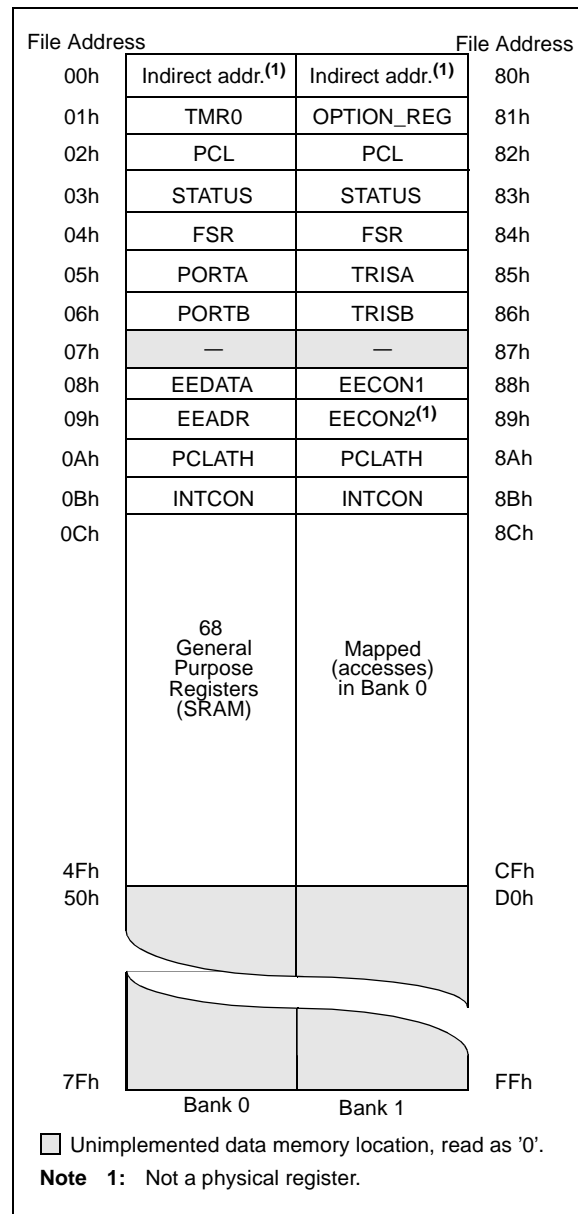 File Address File Address
00h Indirect addr.(1) Indirect addr.(1) 80h
01h TMR0 OPTION_REG 81h
02h PCL PCL 82h
03h STATUS STATUS 83h
04h FSR FSR 84h
05h PORTA TRISA 85h
06h PORTB TRISB 86h
07h — — 87h
08h EEDATA EECON1 88h
09h EEADR EECON2(1) 89h
0Ah PCLATH PCLATH 8Ah
0Bh INTCON INTCON 8Bh
0Ch 8Ch
68
General
Purpose
Registers
(SRAM)
Mapped
(accesses)
in Bank 0
4Fh CFh
50h D0h
7Fh FFh
Bank 0 Bank 1
Unimplemented data memory location, read as '0'.
Note 1: Not a physical register.